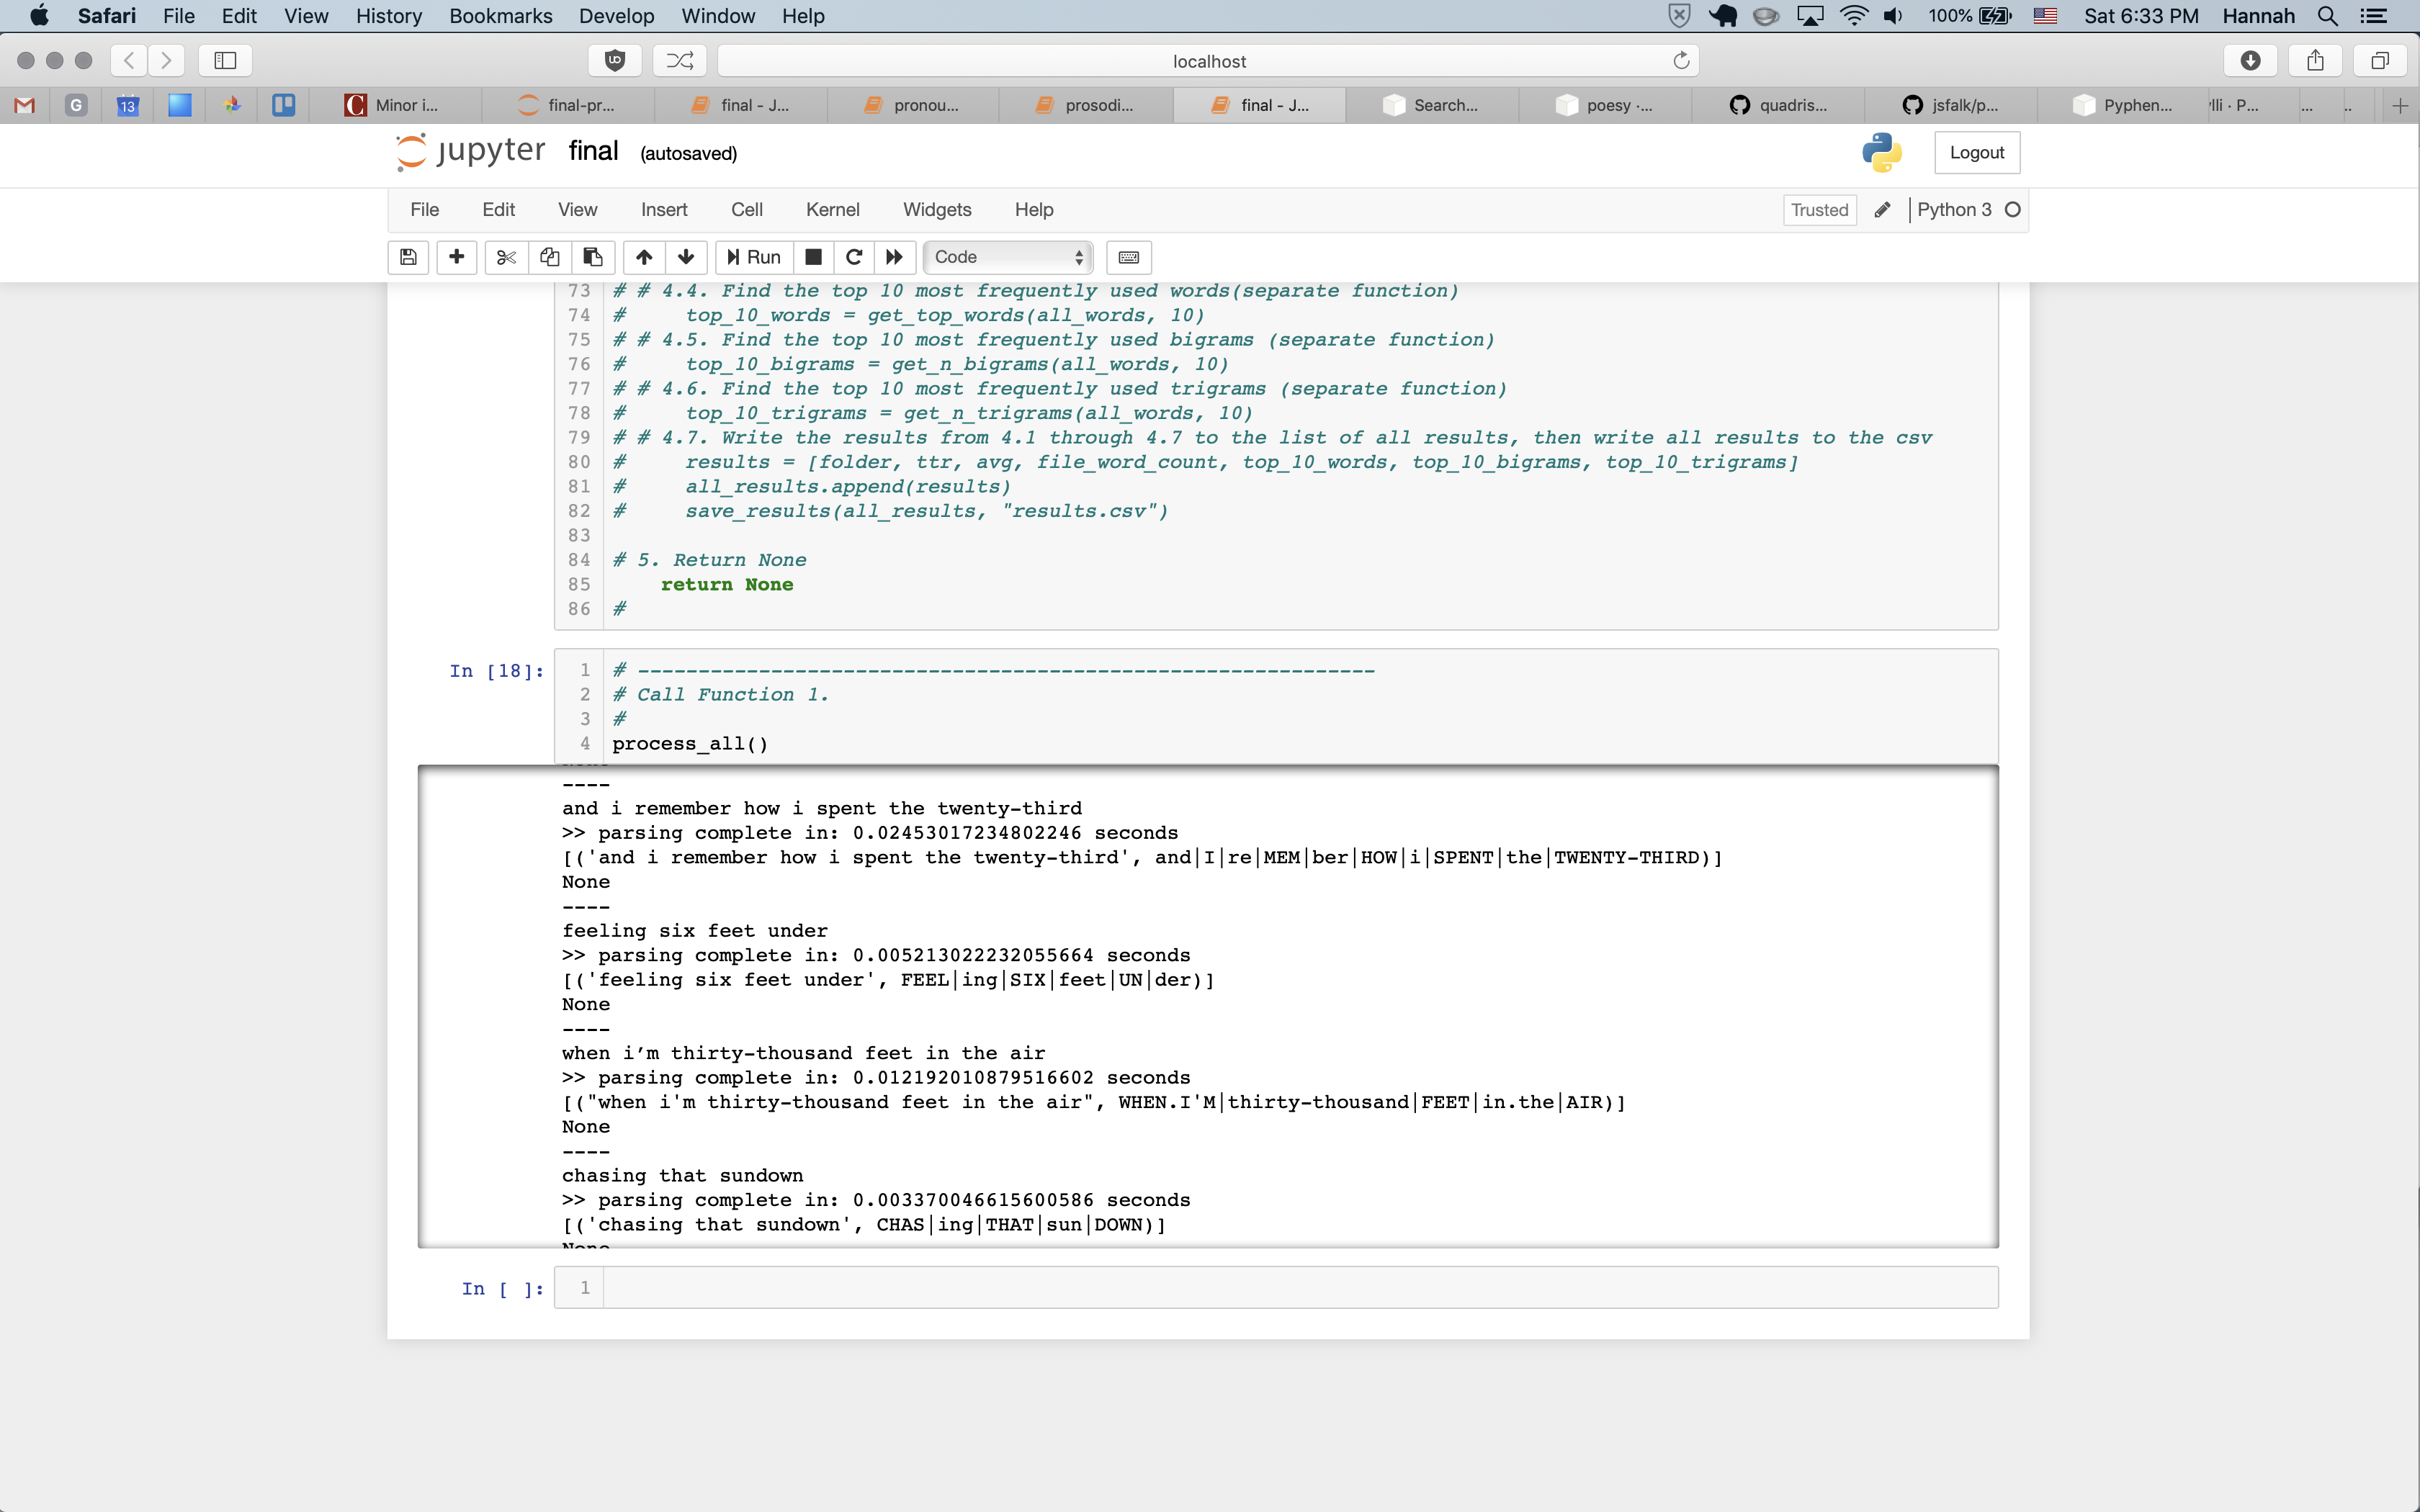 Safari File Edit View History Bookmarks Develop Window Help 100% Sat 6:33 PM Hannah
localhost
G 13 C Minor i... final-pr... final - J... pronou... prosodi... final - J... Search... poesy ·... quadris... jsfalk/p... Pyphen... lli · P... ... ..
jupyter final (autosaved) Logout
File Edit View Insert Cell Kernel Widgets Help Trusted Python 3
Run Code
73 # # 4.4. Find the top 10 most frequently used words(separate function)
74 #     top_10_words = get_top_words(all_words, 10)
75 # # 4.5. Find the top 10 most frequently used bigrams (separate function)
76 #     top_10_bigrams = get_n_bigrams(all_words, 10)
77 # # 4.6. Find the top 10 most frequently used trigrams (separate function)
78 #     top_10_trigrams = get_n_trigrams(all_words, 10)
79 # # 4.7. Write the results from 4.1 through 4.7 to the list of all results, then write all results to the csv
80 #     results = [folder, ttr, avg, file_word_count, top_10_words, top_10_bigrams, top_10_trigrams]
81 #     all_results.append(results)
82 #     save_results(all_results, "results.csv")
83
84 # 5. Return None
85     return None
86 #
In [18]: 1 # -------------------------------------------------------------
2 # Call Function 1.
3 #
4 process_all()
----
and i remember how i spent the twenty-third
>> parsing complete in: 0.02453017234802246 seconds
[('and i remember how i spent the twenty-third', and|I|re|MEM|ber|HOW|i|SPENT|the|TWENTY-THIRD)]
None
----
feeling six feet under
>> parsing complete in: 0.005213022232055664 seconds
[('feeling six feet under', FEEL|ing|SIX|feet|UN|der)]
None
----
when i’m thirty-thousand feet in the air
>> parsing complete in: 0.012192010879516602 seconds
[("when i'm thirty-thousand feet in the air", WHEN.I'M|thirty-thousand|FEET|in.the|AIR)]
None
----
chasing that sundown
>> parsing complete in: 0.003370046615600586 seconds
[('chasing that sundown', CHAS|ing|THAT|sun|DOWN)]
None
In [ ]: 1